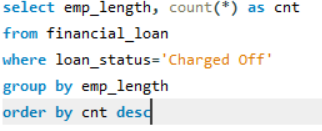 select emp_length, count(*) as cnt
from financial_loan
where loan_status='Charged Off'
group by emp_length
order by cnt desc